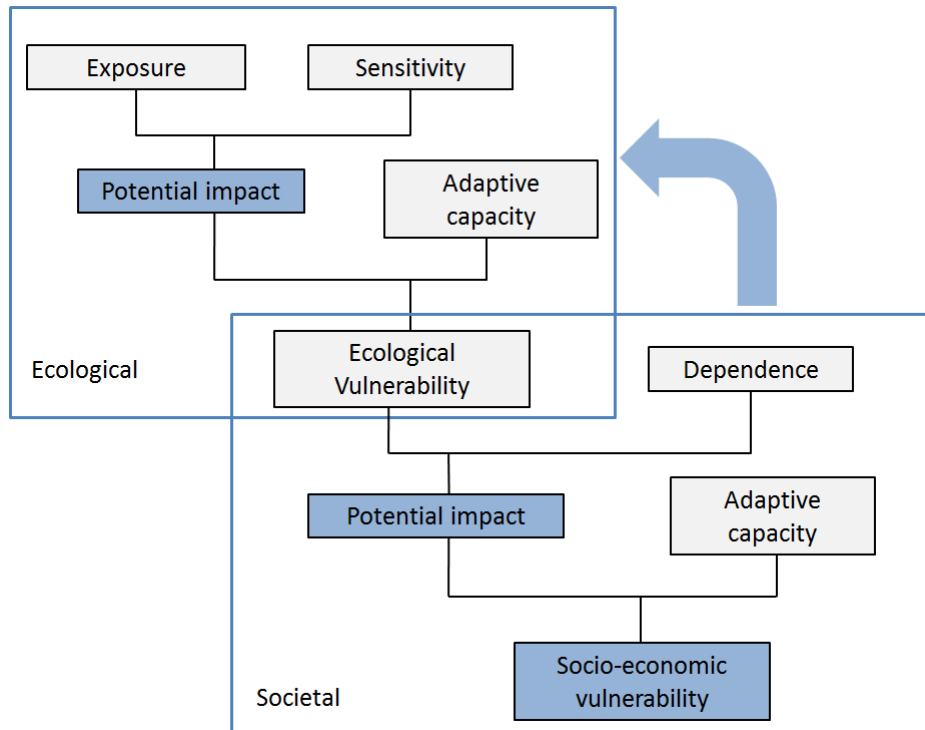 Exposure
Sensitivity
Potential impact
Adaptive
capacity
Ecological
Ecological
Vulnerability
Dependence
Potential impact
Adaptive
capacity
Socio-economic
vulnerability
Societal